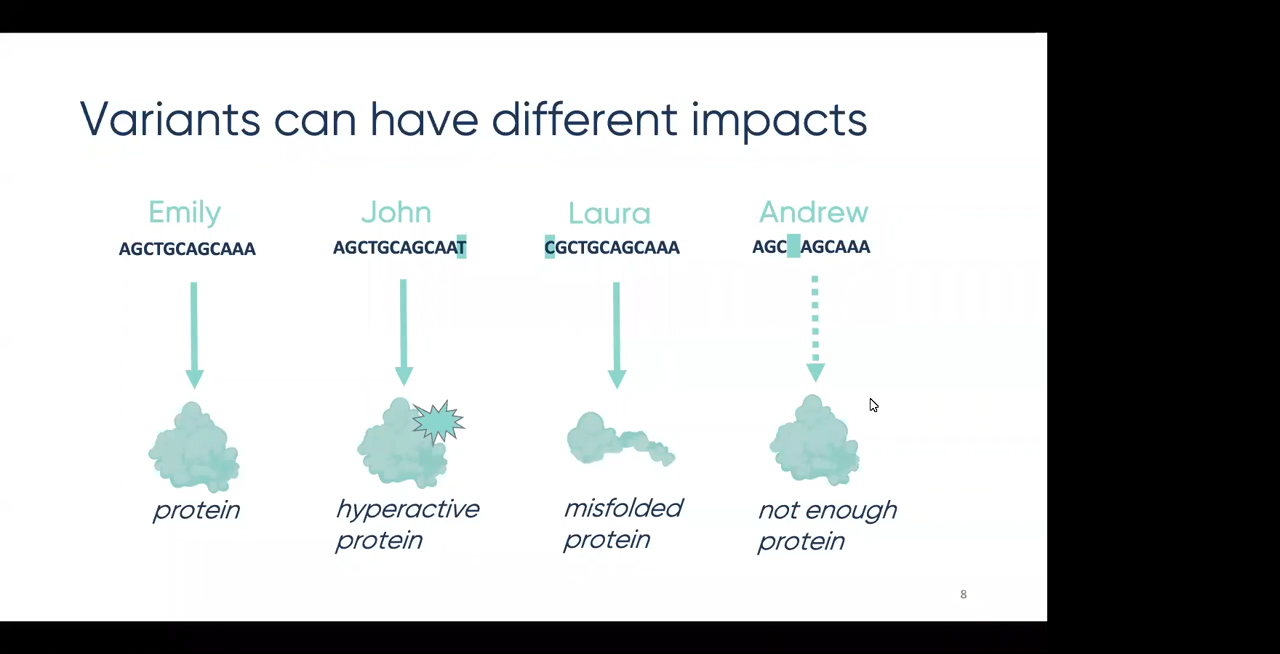 Variants can have different impacts
Emily
John
Laura
Andrew
AGCTGCAGCAAA
AGCTGCAGCAAT
CGCTGCAGCAAA
AGC AGCAAA
protein
hyperactive
protein
misfolded
protein
not enough
protein
8